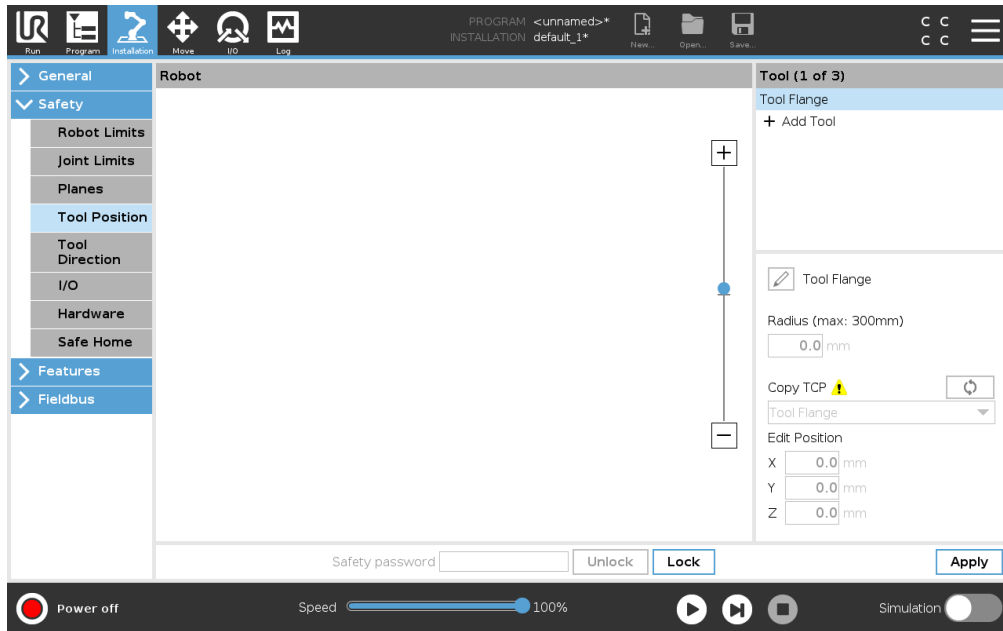 PROGRAM <unnamed>*
INSTALLATION default_1*
UR
Run
Program
Installation
Move
I/O
Log
New...
Open...
Save...
C C
C C
General
Safety
Robot Limits
Joint Limits
Planes
Tool Position
Tool
Direction
I/O
Hardware
Safe Home
Features
Fieldbus
Robot
+
−
Tool (1 of 3)
Tool Flange
+ Add Tool
Tool Flange
Radius (max: 300mm)
0.0 mm
Copy TCP
Tool Flange
Edit Position
X 0.0 mm
Y 0.0 mm
Z 0.0 mm
Safety password
Unlock
Lock
Apply
Power off
Speed
100%
Simulation